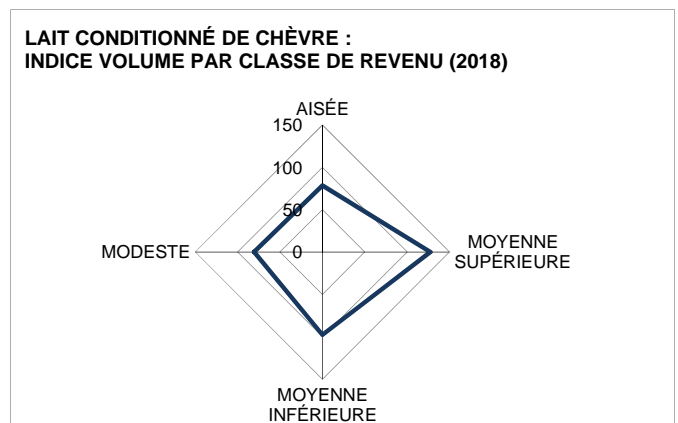 LAIT CONDITIONNÉ DE CHÈVRE :
INDICE VOLUME PAR CLASSE DE REVENU (2018)
AISÉE
150
100
50
0
MODESTE
MOYENNE
SUPÉRIEURE
MOYENNE
INFÉRIEURE